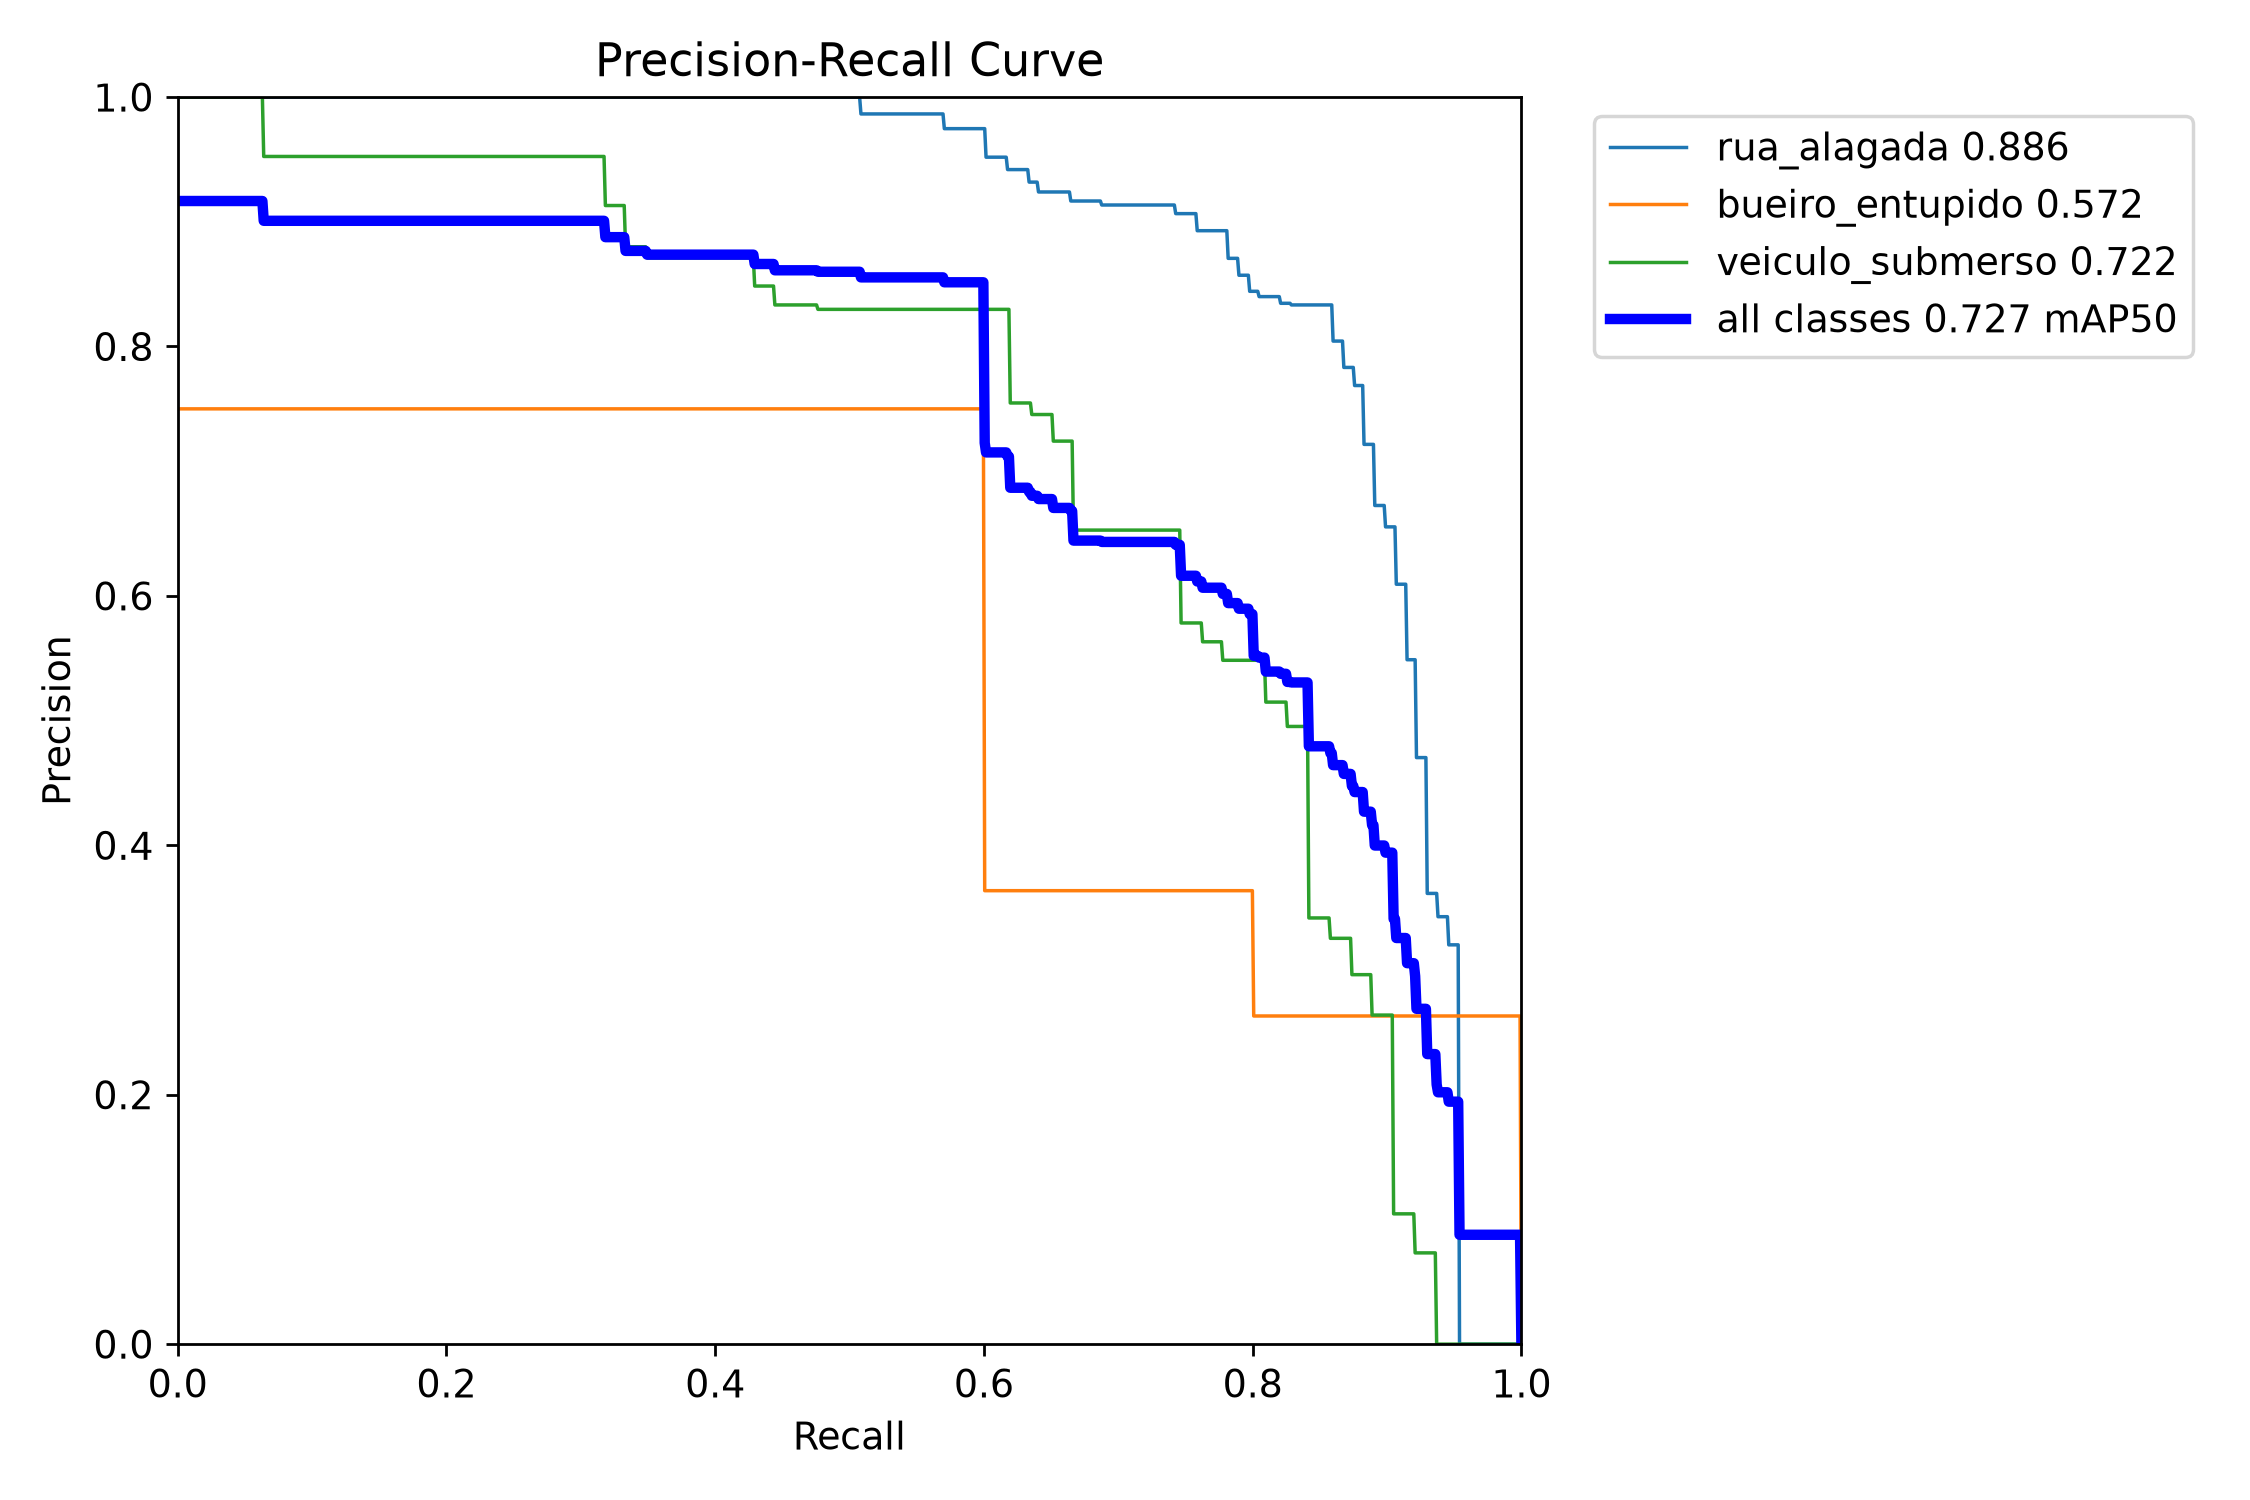 Precision-Recall Curve
1.0
0.8
0.6
0.4
0.2
0.0
Precision
0.0 0.2 0.4 0.6 0.8 1.0
Recall
rua_alagada 0.886
bueiro_entupido 0.572
veiculo_submerso 0.722
all classes 0.727 mAP50